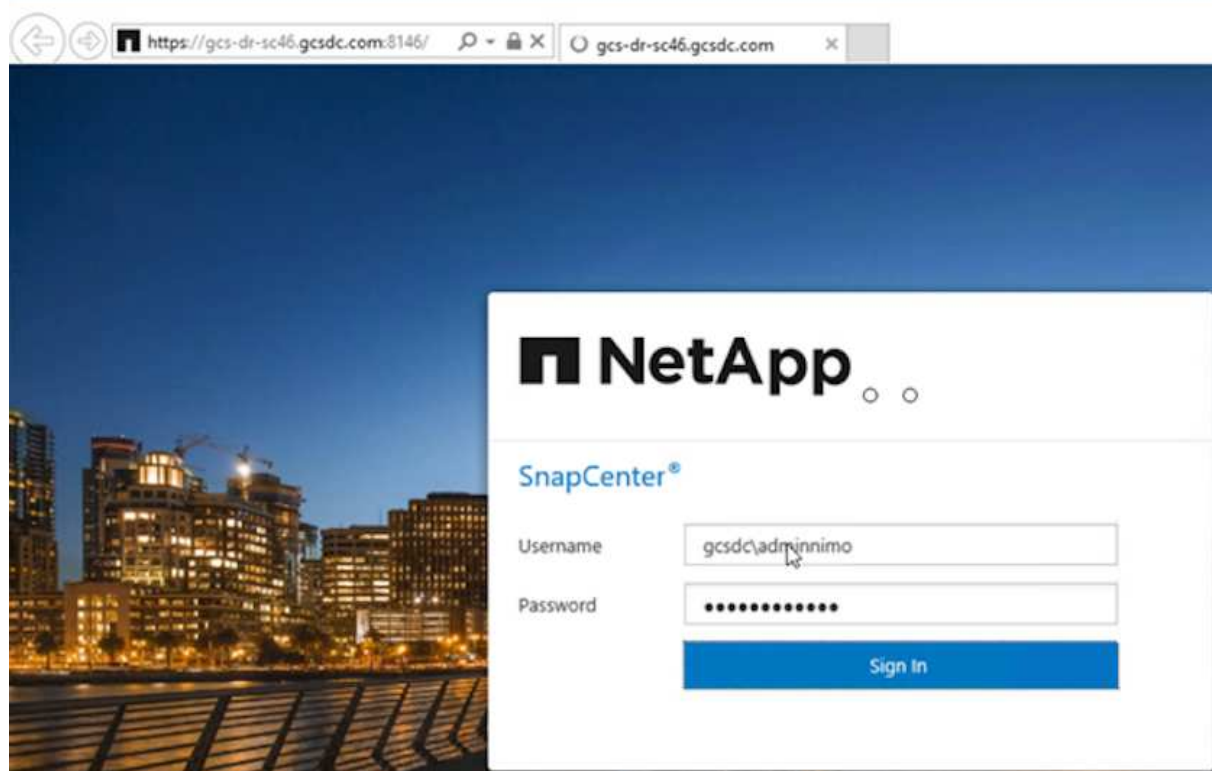 https://gcs-dr-sc46.gcsdc.com:8146/
gcs-dr-sc46.gcsdc.com
NetApp
SnapCenter®
Username gcsdc\adminnimo
Password ••••••••••••
Sign In